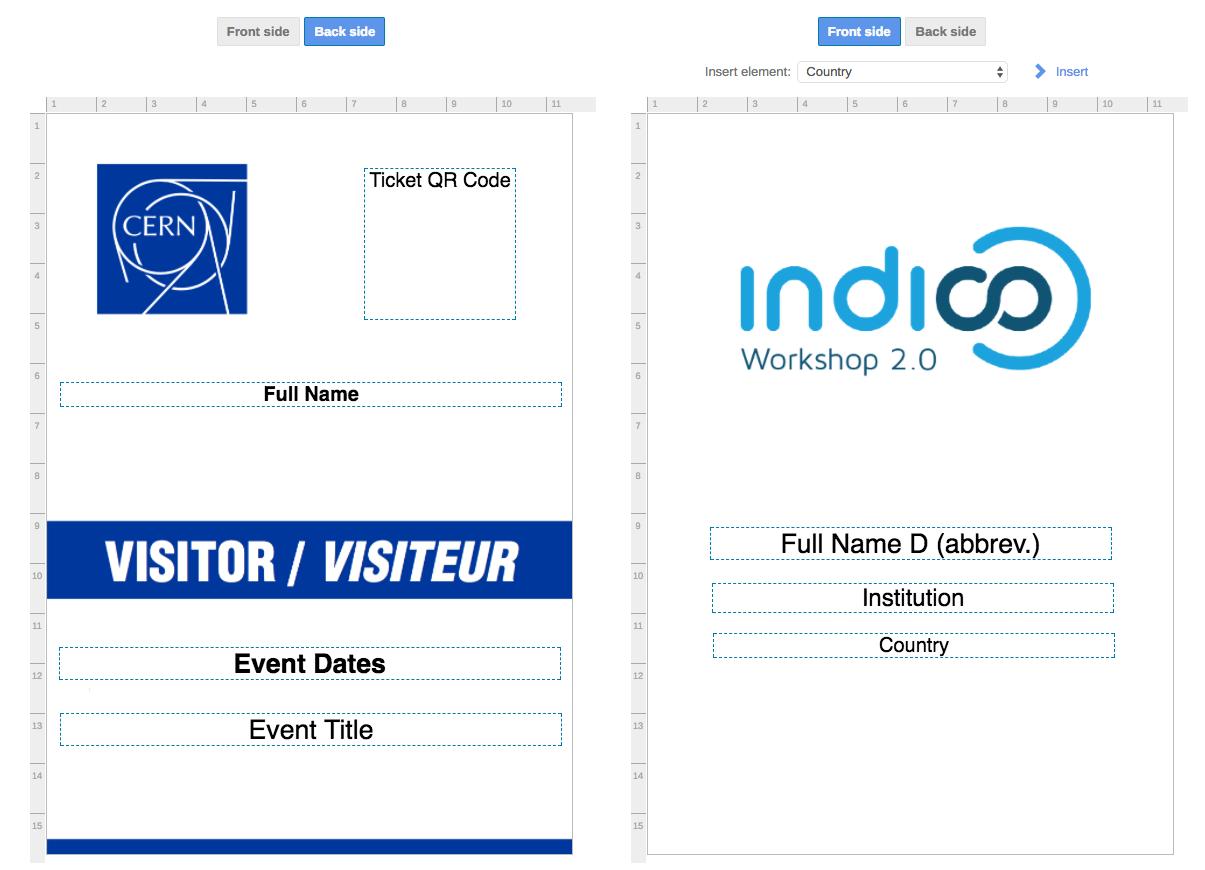 Front side Back side
1 2 3 4 5 6 7 8 9 10 11
1
2
3
4
5
6
7
8
9
10
11
12
13
14
15
CERN
Ticket QR Code
Full Name
VISITOR / VISITEUR
Event Dates
Event Title
Front side Back side
Insert element: Country Insert
1 2 3 4 5 6 7 8 9 10 11
1
2
3
4
5
6
7
8
9
10
11
12
13
14
15
indico
Workshop 2.0
Full Name D (abbrev.)
Institution
Country